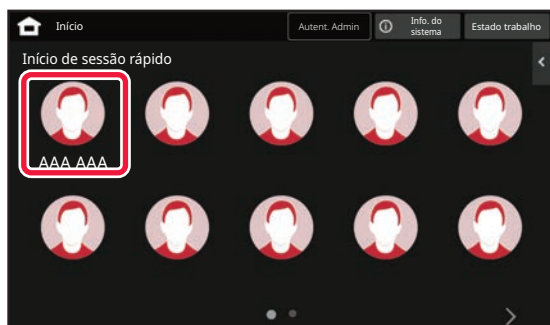 Início
Autent. Admin
Info. do
sistema
Estado trabalho
Início de sessão rápido
AAA AAA